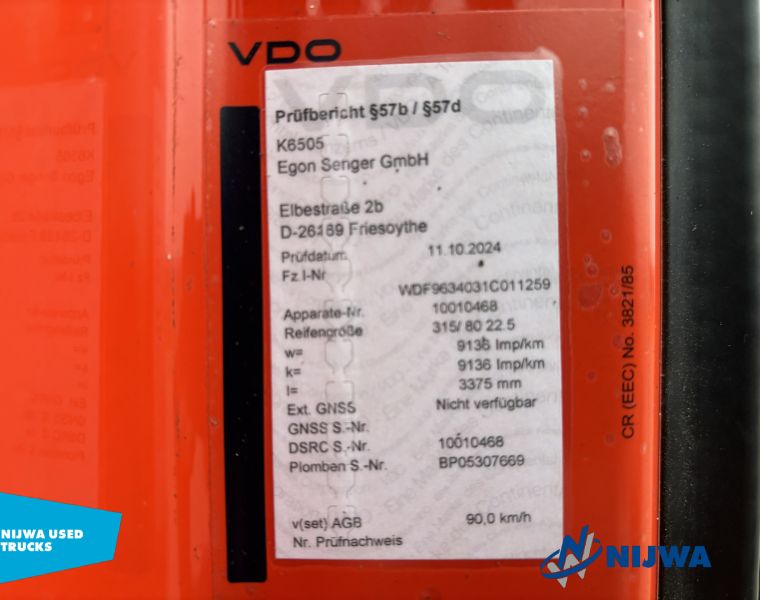 VDO
Prüfbericht §57b / §57d
K6505
Egon Senger GmbH
Elbestraße 2b
D-26169 Friesoythe
Prüfdatum 11.10.2024
Fz.I-Nr
WDF9634031C011259
Apparate-Nr. 10010468
Reifengröße 315/ 80 22.5
w= 9136 Imp/km
k= 9136 Imp/km
l= 3375 mm
Ext. GNSS Nicht verfügbar
GNSS S.-Nr.
DSRC S.-Nr. 10010468
Plomben S.-Nr. BP05307669
v(set) AGB 90,0 km/h
Nr. Prüfnachweis
CR (EEC) No. 3821/85
NIJWA USED
TRUCKS
NIJWA